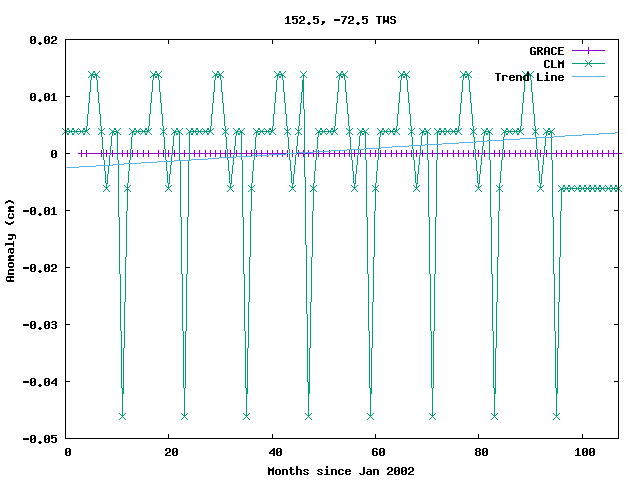 152.5, -72.5 TWS
GRACE
CLM
Trend Line
0.02
0.01
0
-0.01
-0.02
-0.03
-0.04
-0.05
Anomaly (cm)
0 20 40 60 80 100
Months since Jan 2002